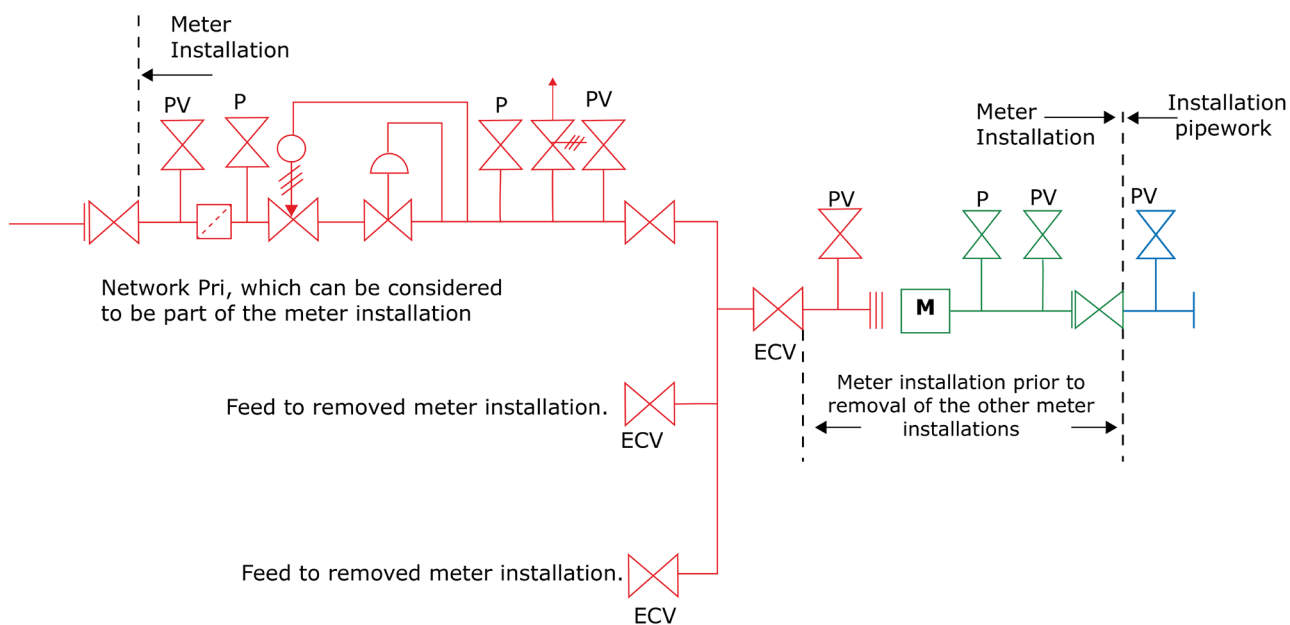 Meter
Installation
PV
P
P
PV
Meter
Installation
Installation
pipework
PV
P
PV
PV
Network Pri, which can be considered
to be part of the meter installation
M
ECV
Meter installation prior to
removal of the other meter
installations
Feed to removed meter installation.
ECV
Feed to removed meter installation.
ECV